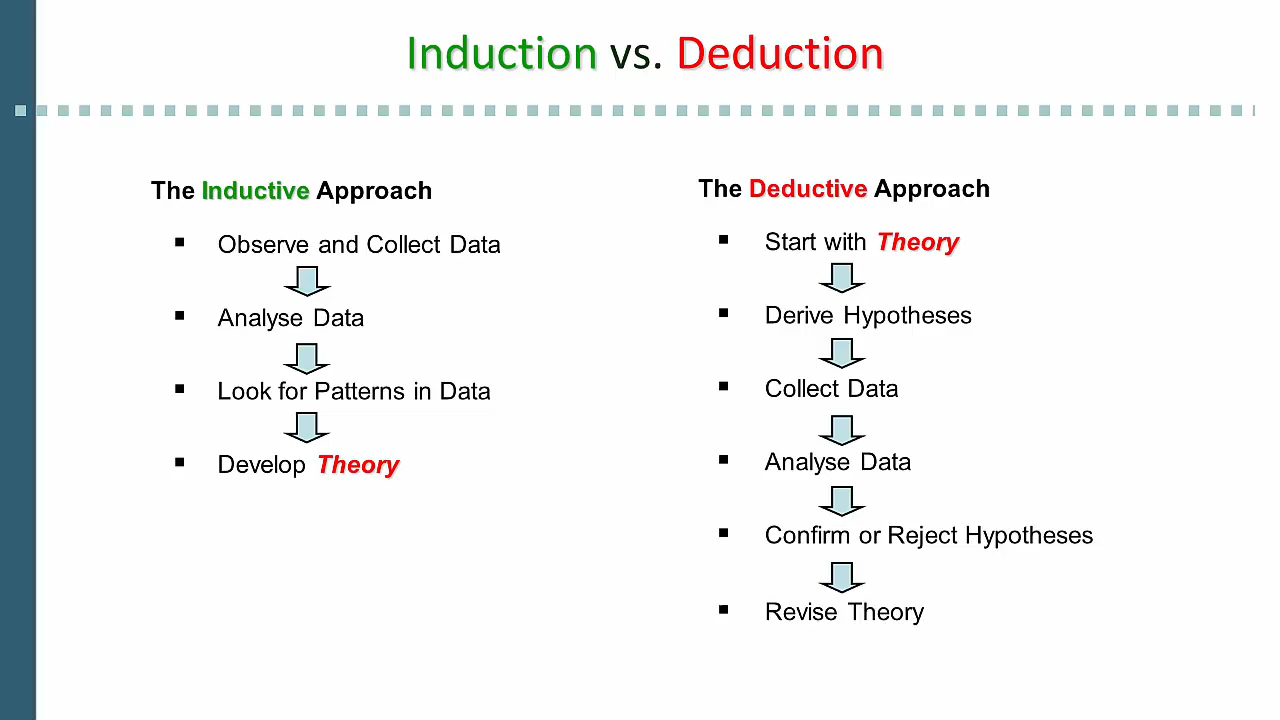 Induction vs. Deduction
The Inductive Approach
Observe and Collect Data
Analyse Data
Look for Patterns in Data
Develop Theory
The Deductive Approach
Start with Theory
Derive Hypotheses
Collect Data
Analyse Data
Confirm or Reject Hypotheses
Revise Theory